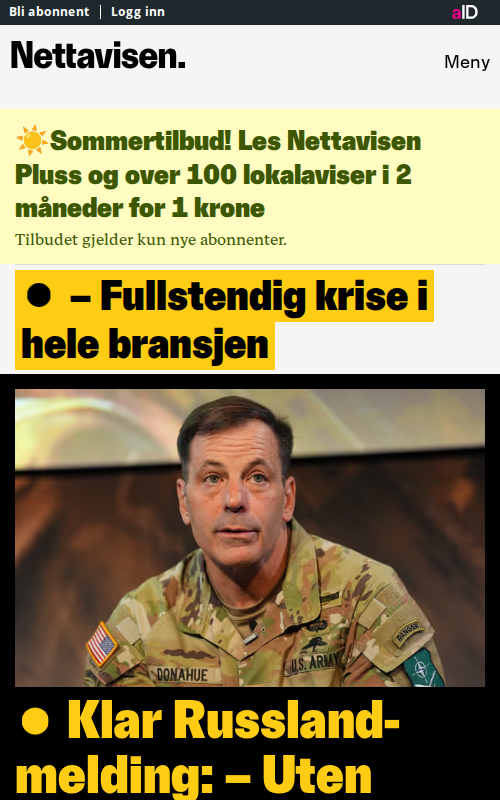 Bli abonnent Logg inn aID
Nettavisen.
Meny
☀️Sommertilbud! Les Nettavisen
Pluss og over 100 lokalaviser i 2
måneder for 1 krone
Tilbudet gjelder kun nye abonnenter.
● – Fullstendig krise i
hele bransjen
RANGER
DONAHUE
U.S. ARMY
● Klar Russland-
melding: – Uten